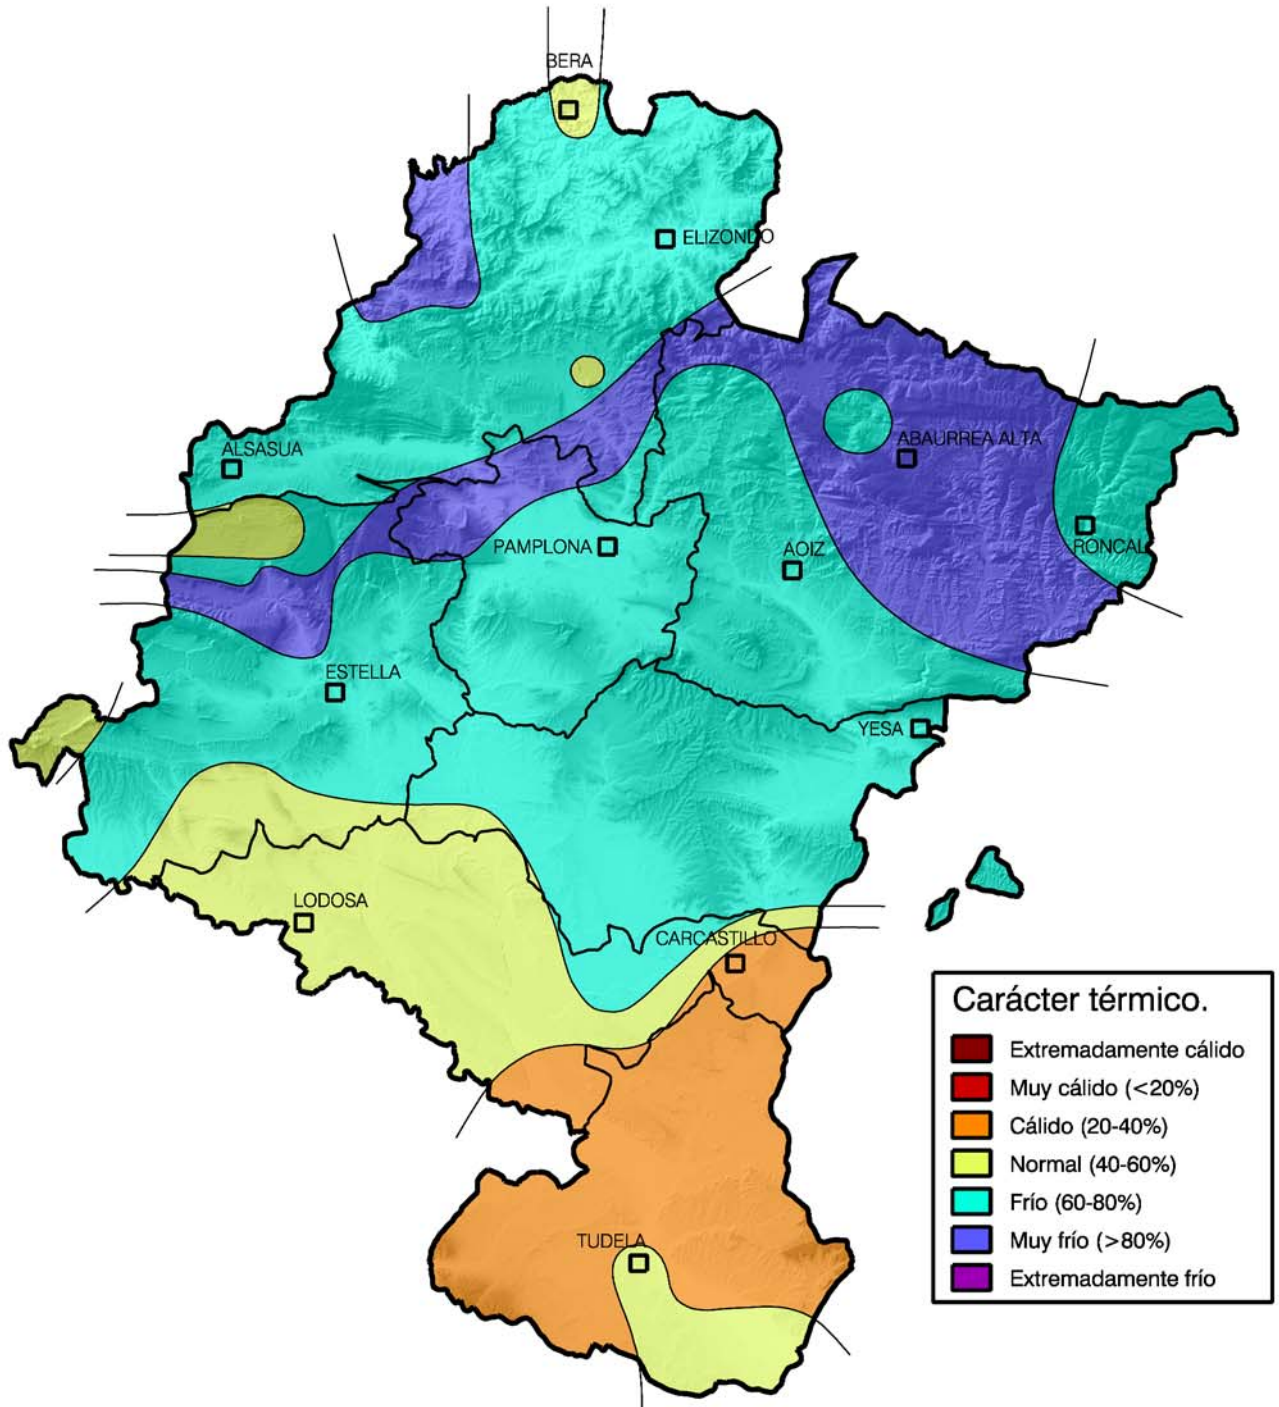 BERA
ELIZONDO
ALSASUA
ABAURREA ALTA
PAMPLONA
AOIZ
RONCAL
ESTELLA
YESA
LODOSA
CARCASTILLO
TUDELA
Carácter térmico.
Extremadamente cálido
Muy cálido (<20%)
Cálido (20-40%)
Normal (40-60%)
Frío (60-80%)
Muy frío (>80%)
Extremadamente frío